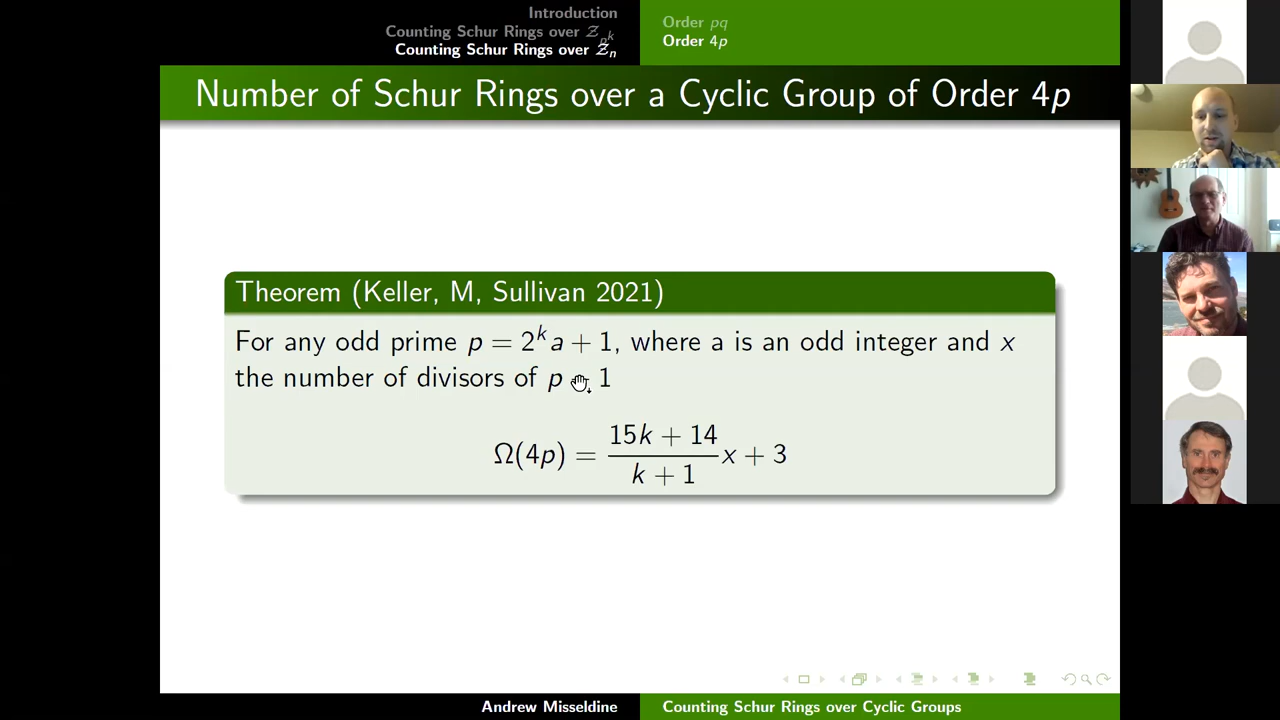 Introduction
Counting Schur Rings over 𝒵_{p^k}
Counting Schur Rings over 𝒵_n
Order pq
Order 4p
Number of Schur Rings over a Cyclic Group of Order 4p
Theorem (Keller, M, Sullivan 2021)
For any odd prime p = 2^k a + 1, where a is an odd integer and x
the number of divisors of p − 1
Ω(4p) = \frac{15k + 14}{k + 1} x + 3
Andrew Misseldine
Counting Schur Rings over Cyclic Groups